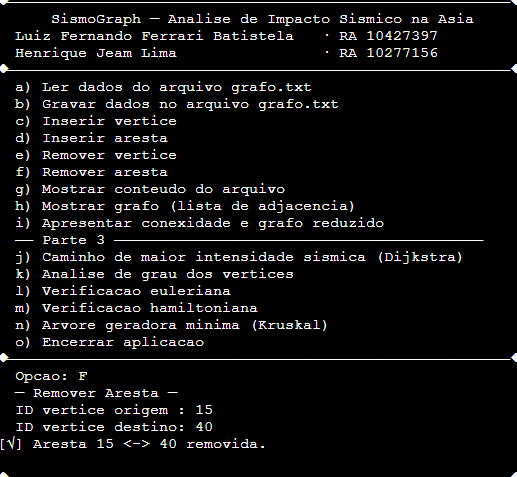 SismoGraph — Analise de Impacto Sismico na Asia
Luiz Fernando Ferrari Batistela · RA 10427397
Henrique Jeam Lima · RA 10277156
a) Ler dados do arquivo grafo.txt
b) Gravar dados no arquivo grafo.txt
c) Inserir vertice
d) Inserir aresta
e) Remover vertice
f) Remover aresta
g) Mostrar conteudo do arquivo
h) Mostrar grafo (lista de adjacencia)
i) Apresentar conexidade e grafo reduzido
── Parte 3 ──
j) Caminho de maior intensidade sismica (Dijkstra)
k) Analise de grau dos vertices
l) Verificacao euleriana
m) Verificacao hamiltoniana
n) Arvore geradora minima (Kruskal)
o) Encerrar aplicacao
Opcao: F
— Remover Aresta —
ID vertice origem : 15
ID vertice destino: 40
[√] Aresta 15 <-> 40 removida.